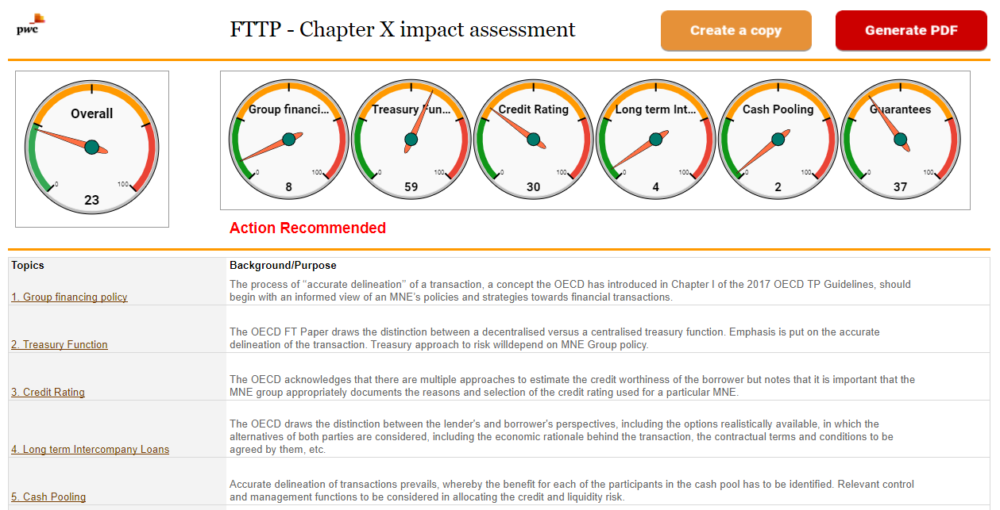 pwc
FTTP - Chapter X impact assessment
Create a copy
Generate PDF
Overall
0
100
23
Group financi...
0
100
8
Treasury Fun...
0
100
59
Credit Rating
0
100
30
Long term Int...
0
100
4
Cash Pooling
0
100
2
Guarantees
0
100
37
Action Recommended
Topics
Background/Purpose
1. Group financing policy
The process of “accurate delineation” of a transaction, a concept the OECD has introduced in Chapter I of the 2017 OECD TP Guidelines, should
begin with an informed view of an MNE’s policies and strategies towards financial transactions.
2. Treasury Function
The OECD FT Paper draws the distinction between a decentralised versus a centralised treasury function. Emphasis is put on the accurate
delineation of the transaction. Treasury approach to risk willdepend on MNE Group policy.
3. Credit Rating
The OECD acknowledges that there are multiple approaches to estimate the credit worthiness of the borrower but notes that it is important that the
MNE group appropriately documents the reasons and selection of the credit rating used for a particular MNE.
4. Long term Intercompany Loans
The OECD draws the distinction between the lender's and borrower's perspectives, including the options realistically available, in which the
alternatives of both parties are considered, including the economic rationale behind the transaction, the contractual terms and conditions to be
agreed by them, etc.
5. Cash Pooling
Accurate delineation of transactions prevails, whereby the benefit for each of the participants in the cash pool has to be identified. Relevant control
and management functions to be considered in allocating the credit and liquidity risk.